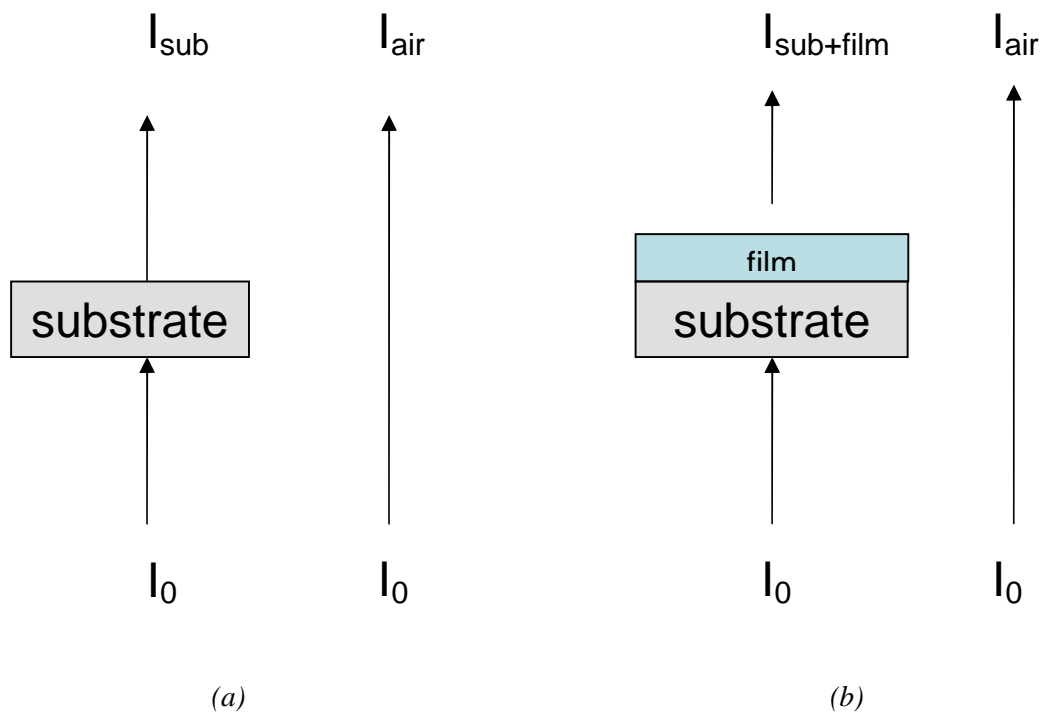 I_sub I_air I_sub+film I_air
film
substrate substrate
I_0 I_0 I_0 I_0
(a) (b)